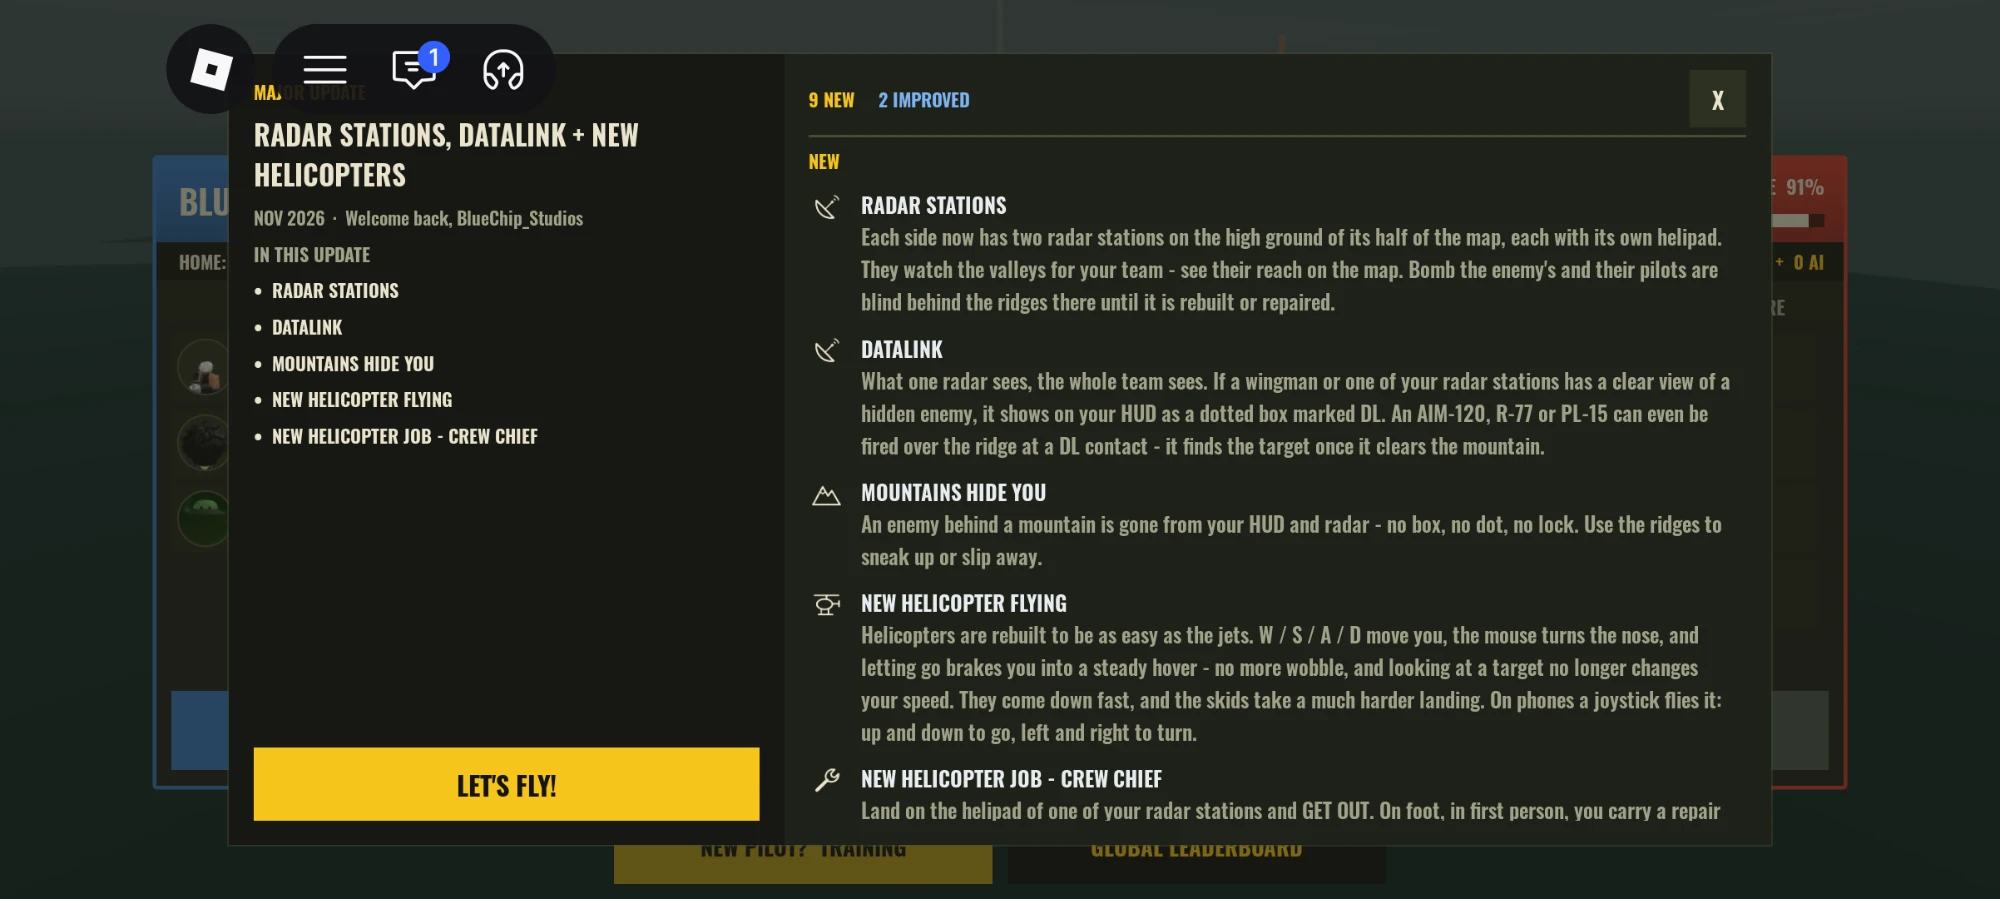 1
MAJOR UPDATE
RADAR STATIONS, DATALINK + NEW
HELICOPTERS
NOV 2026 · Welcome back, BlueChip_Studios
IN THIS UPDATE
• RADAR STATIONS
• DATALINK
• MOUNTAINS HIDE YOU
• NEW HELICOPTER FLYING
• NEW HELICOPTER JOB - CREW CHIEF
LET'S FLY!
9 NEW 2 IMPROVED
X
NEW
RADAR STATIONS
Each side now has two radar stations on the high ground of its half of the map, each with its own helipad.
They watch the valleys for your team - see their reach on the map. Bomb the enemy's and their pilots are
blind behind the ridges there until it is rebuilt or repaired.
DATALINK
What one radar sees, the whole team sees. If a wingman or one of your radar stations has a clear view of a
hidden enemy, it shows on your HUD as a dotted box marked DL. An AIM-120, R-77 or PL-15 can even be
fired over the ridge at a DL contact - it finds the target once it clears the mountain.
MOUNTAINS HIDE YOU
An enemy behind a mountain is gone from your HUD and radar - no box, no dot, no lock. Use the ridges to
sneak up or slip away.
NEW HELICOPTER FLYING
Helicopters are rebuilt to be as easy as the jets. W / S / A / D move you, the mouse turns the nose, and
letting go brakes you into a steady hover - no more wobble, and looking at a target no longer changes
your speed. They come down fast, and the skids take a much harder landing. On phones a joystick flies it:
up and down to go, left and right to turn.
NEW HELICOPTER JOB - CREW CHIEF
Land on the helipad of one of your radar stations and GET OUT. On foot, in first person, you carry a repair
BLU
HOME:
91%
+ 0 AI
NEW PILOT? TRAINING
GLOBAL LEADERBOARD